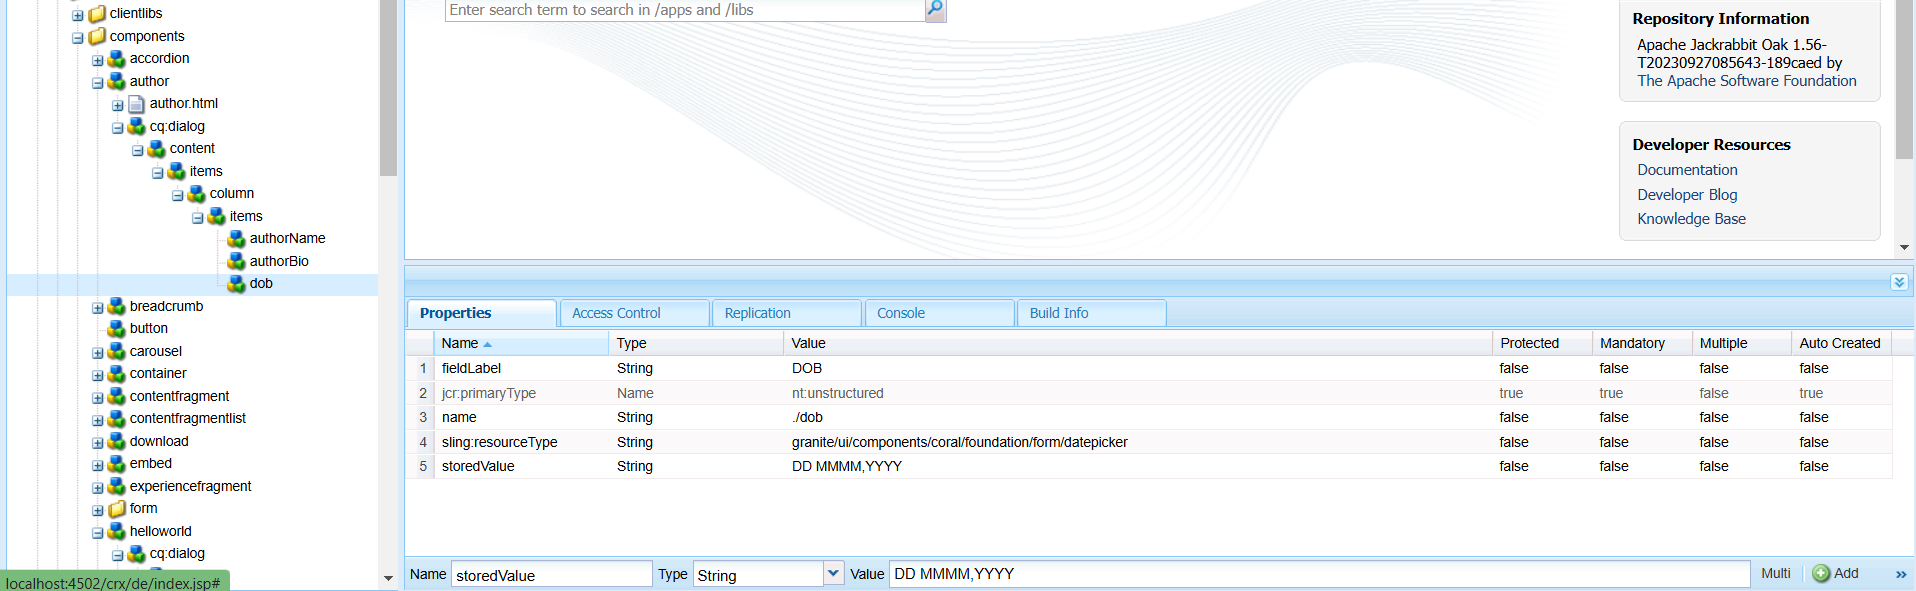 clientlibs
components
accordion
author
author.html
cq:dialog
content
items
column
items
authorName
authorBio
dob
breadcrumb
button
carousel
container
contentfragment
contentfragmentlist
download
embed
experiencefragment
form
helloworld
cq:dialog
localhost:4502/crx/de/index.jsp#
Enter search term to search in /apps and /libs
Repository Information
Apache Jackrabbit Oak 1.56-
T20230927085643-189caed by
The Apache Software Foundation
Developer Resources
Documentation
Developer Blog
Knowledge Base
Properties Access Control Replication Console Build Info
Name Type Value Protected Mandatory Multiple Auto Created
1 fieldLabel String DOB false false false false
2 jcr:primaryType Name nt:unstructured true true false true
3 name String ./dob false false false false
4 sling:resourceType String granite/ui/components/coral/foundation/form/datepicker false false false false
5 storedValue String DD MMMM,YYYY false false false false
Name storedValue Type String Value DD MMMM,YYYY Multi Add »